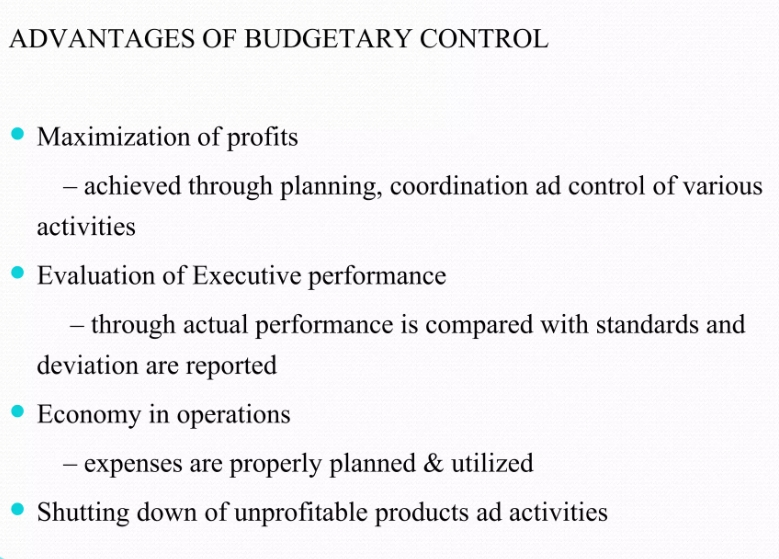 ADVANTAGES OF BUDGETARY CONTROL
• Maximization of profits
– achieved through planning, coordination ad control of various
activities
• Evaluation of Executive performance
– through actual performance is compared with standards and
deviation are reported
• Economy in operations
– expenses are properly planned & utilized
• Shutting down of unprofitable products ad activities